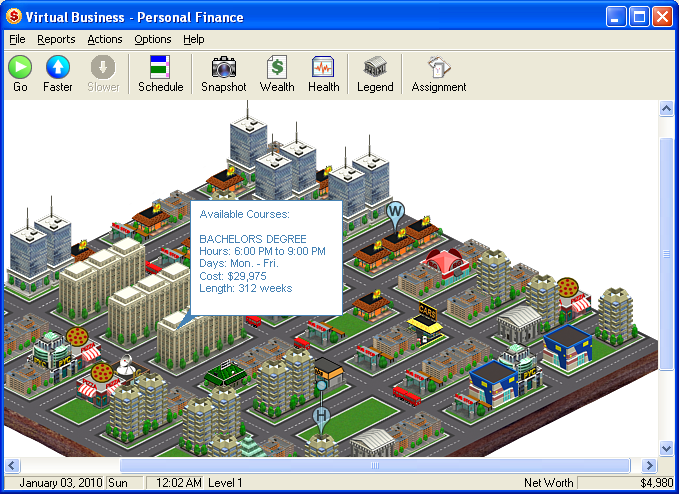 Virtual Business - Personal Finance
File Reports Actions Options Help
Go Faster Slower Schedule Snapshot Wealth Health Legend Assignment
W
Available Courses:
BACHELORS DEGREE
Hours: 6:00 PM to 9:00 PM
Days: Mon. - Fri.
Cost: $29,975
Length: 312 weeks
CARS
H
January 03, 2010 Sun 12:02 AM Level 1 Net Worth $4,980